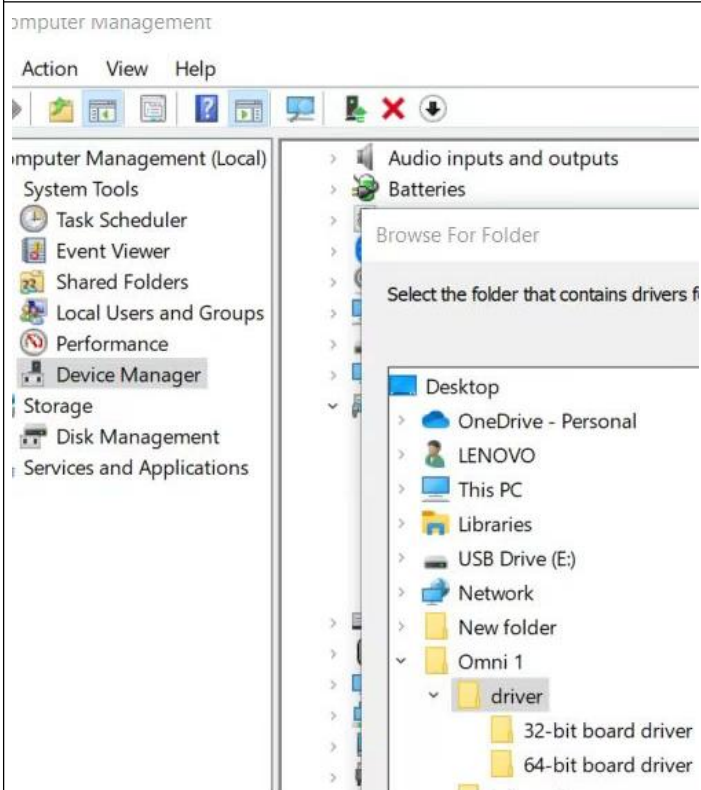 omputer Management
Action View Help
omputer Management (Local)
System Tools
Task Scheduler
Event Viewer
Shared Folders
Local Users and Groups
Performance
Device Manager
Storage
Disk Management
Services and Applications
Audio inputs and outputs
Batteries
Browse For Folder
Select the folder that contains drivers f
Desktop
OneDrive - Personal
LENOVO
This PC
Libraries
USB Drive (E:)
Network
New folder
Omni 1
driver
32-bit board driver
64-bit board driver